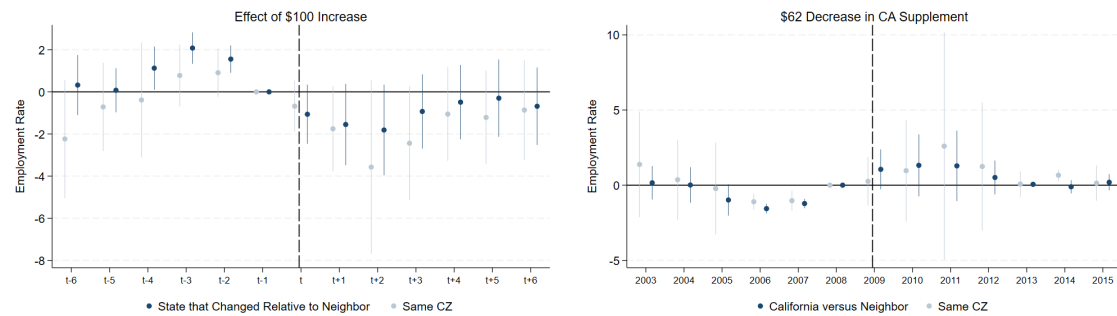 Effect of $100 Increase
Employment Rate
2
0
-2
-4
-6
-8
t-6 t-5 t-4 t-3 t-2 t-1 t t+1 t+2 t+3 t+4 t+5 t+6
State that Changed Relative to Neighbor Same CZ
$62 Decrease in CA Supplement
Employment Rate
10
5
0
-5
2003 2004 2005 2006 2007 2008 2009 2010 2011 2012 2013 2014 2015
California versus Neighbor Same CZ